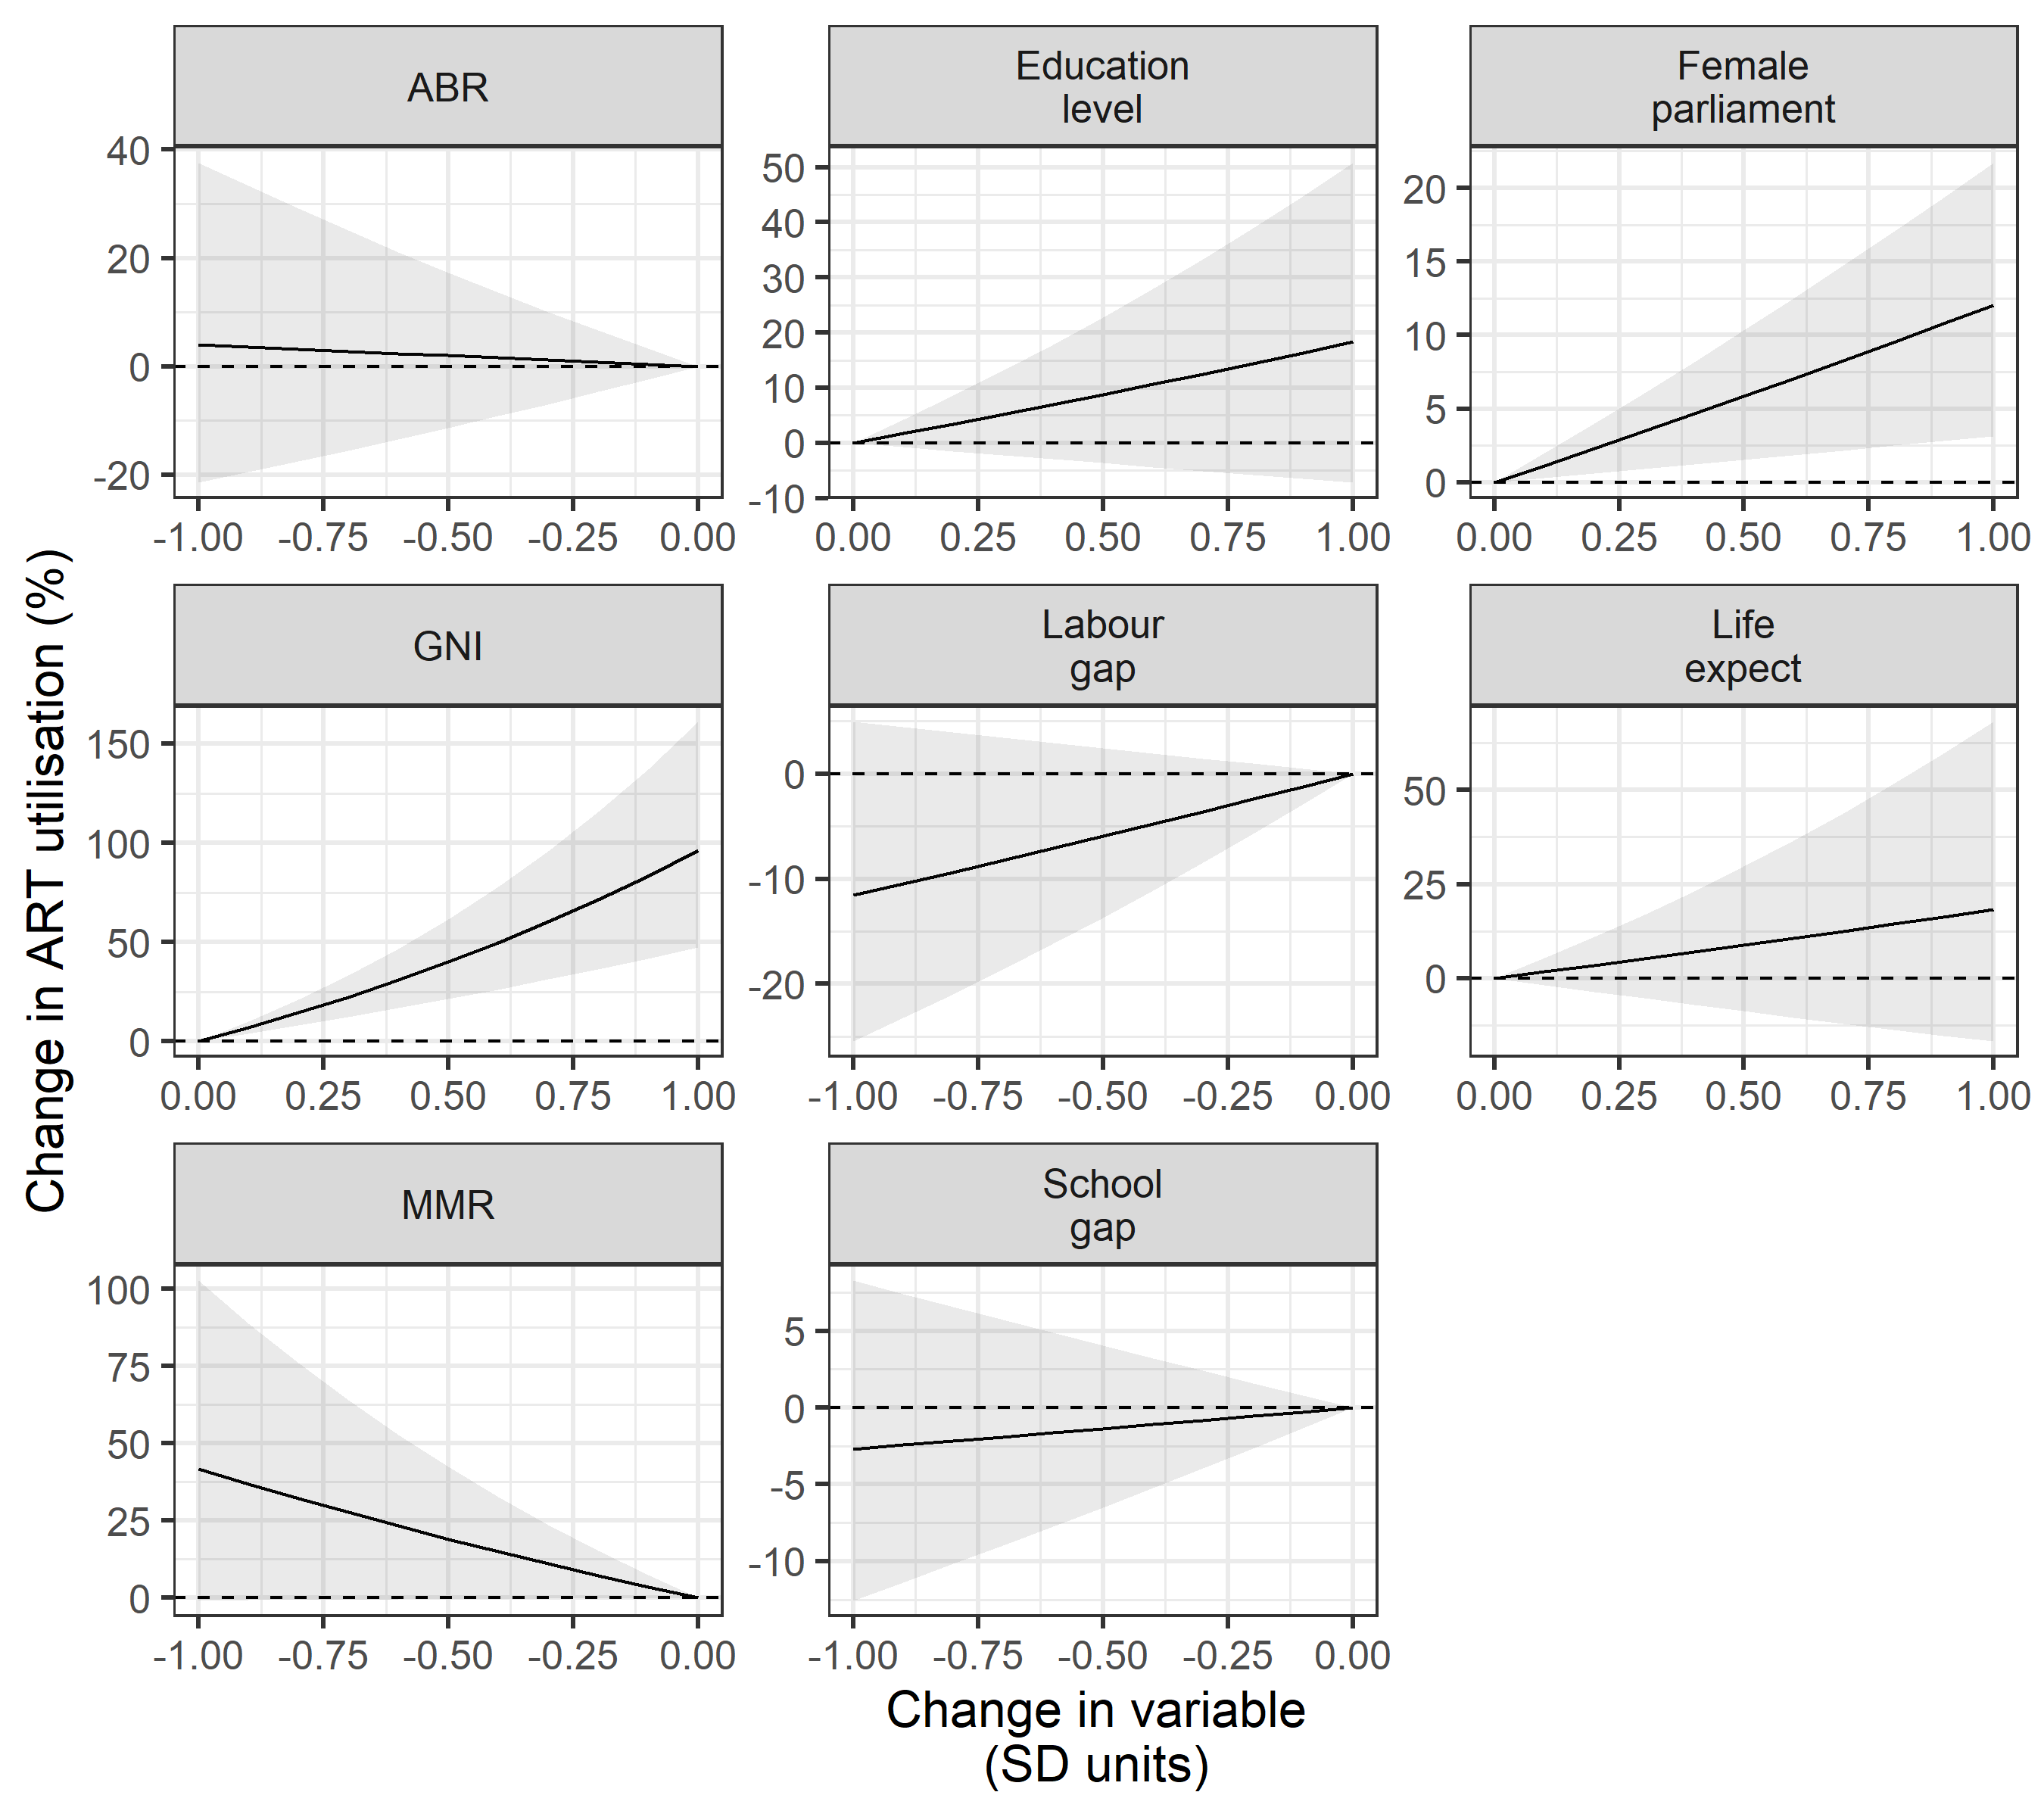 ABR
Education
level
Female
parliament
40
20
0
-20
-1.00 -0.75 -0.50 -0.25 0.00
50
40
30
20
10
0
-10
0.00 0.25 0.50 0.75 1.00
20
15
10
5
0
0.00 0.25 0.50 0.75 1.00
Change in ART utilisation (%)
GNI
Labour
gap
Life
expect
150
100
50
0
0.00 0.25 0.50 0.75 1.00
0
-10
-20
-1.00 -0.75 -0.50 -0.25 0.00
50
25
0
0.00 0.25 0.50 0.75 1.00
MMR
School
gap
100
75
50
25
0
-1.00 -0.75 -0.50 -0.25 0.00
5
0
-5
-10
-1.00 -0.75 -0.50 -0.25 0.00
Change in variable
(SD units)